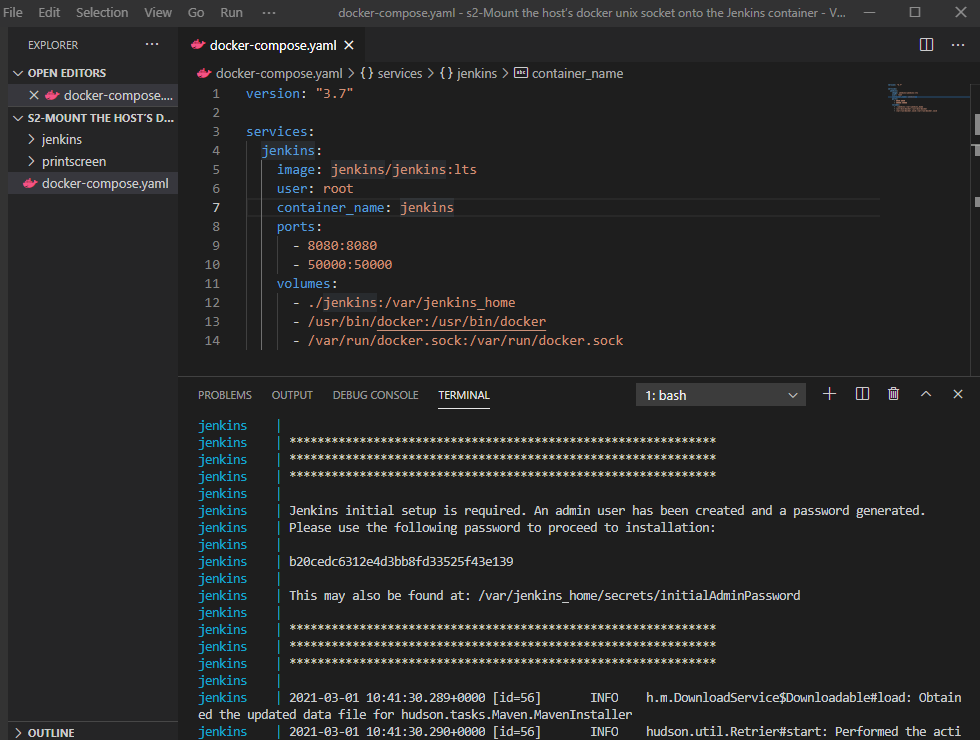 File Edit Selection View Go Run ··· docker-compose.yaml - s2-Mount the host's docker unix socket onto the Jenkins container - V...
EXPLORER ···
OPEN EDITORS
docker-compose....
S2-MOUNT THE HOST'S D...
jenkins
printscreen
docker-compose.yaml
OUTLINE
docker-compose.yaml
docker-compose.yaml > {} services > {} jenkins > abc container_name
1 version: "3.7"
2
3 services:
4 jenkins:
5 image: jenkins/jenkins:lts
6 user: root
7 container_name: jenkins
8 ports:
9 - 8080:8080
10 - 50000:50000
11 volumes:
12 - ./jenkins:/var/jenkins_home
13 - /usr/bin/docker:/usr/bin/docker
14 - /var/run/docker.sock:/var/run/docker.sock
PROBLEMS OUTPUT DEBUG CONSOLE TERMINAL 1: bash
jenkins |
jenkins | *************************************************************
jenkins | *************************************************************
jenkins | *************************************************************
jenkins |
jenkins | Jenkins initial setup is required. An admin user has been created and a password generated.
jenkins | Please use the following password to proceed to installation:
jenkins |
jenkins | b20cedc6312e4d3bb8fd33525f43e139
jenkins |
jenkins | This may also be found at: /var/jenkins_home/secrets/initialAdminPassword
jenkins |
jenkins | *************************************************************
jenkins | *************************************************************
jenkins | *************************************************************
jenkins |
jenkins | 2021-03-01 10:41:30.289+0000 [id=56] INFO h.m.DownloadService$Downloadable#load: Obtain
ed the updated data file for hudson.tasks.Maven.MavenInstaller
jenkins | 2021-03-01 10:41:30.290+0000 [id=56] INFO hudson.util.Retrier#start: Performed the acti